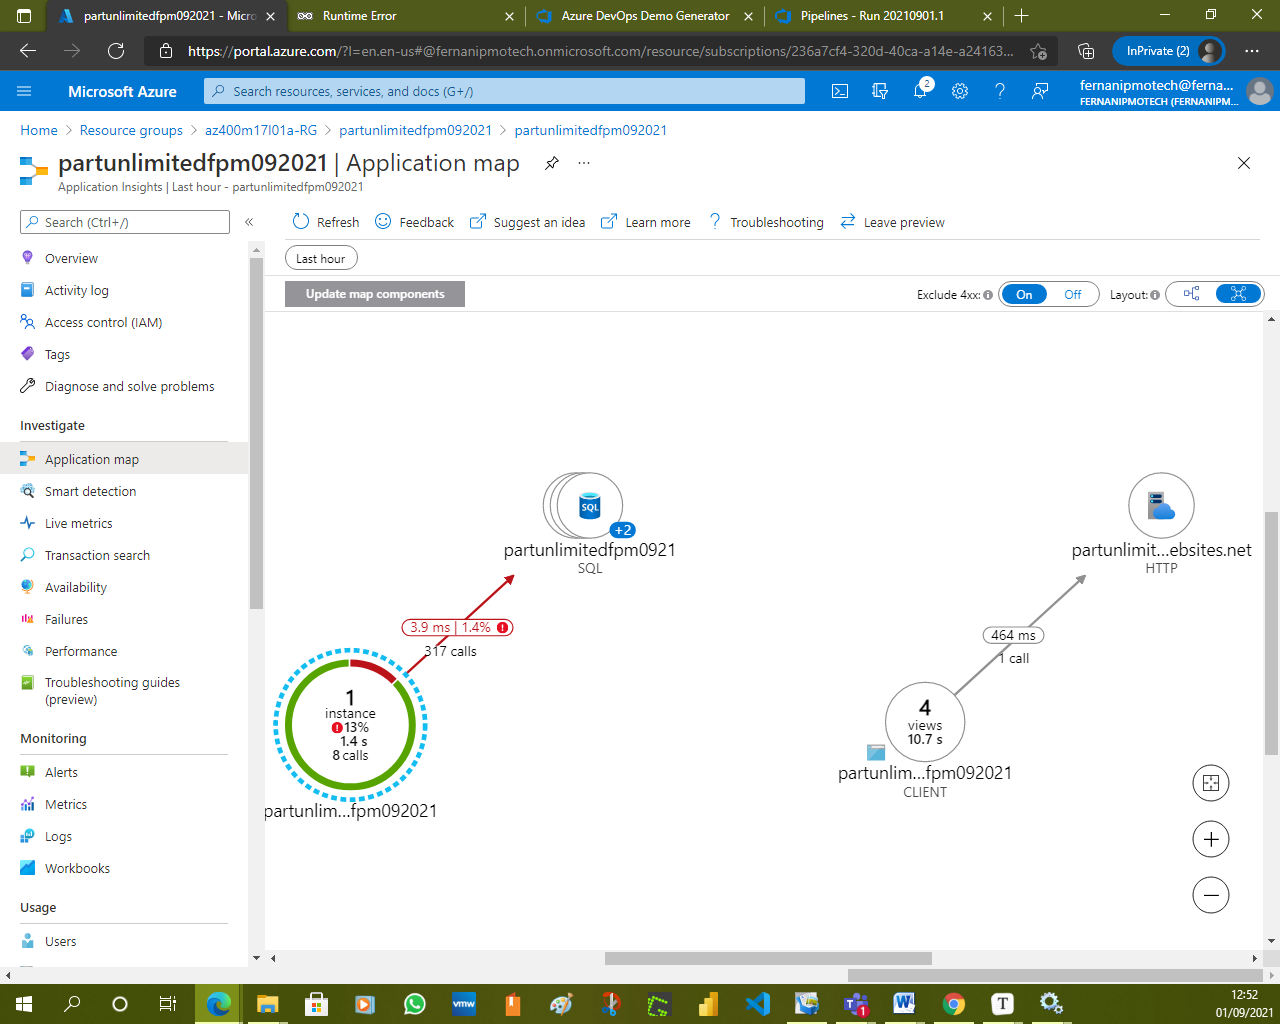 partunlimitedfpm092021 - Micro
Runtime Error
Azure DevOps Demo Generator
Pipelines - Run 20210901.1
https://portal.azure.com/?l=en.en-us#@fernanipmotech.onmicrosoft.com/resource/subscriptions/236a7cf4-320d-40ca-a14e-a24163...
InPrivate (2)
Microsoft Azure
Search resources, services, and docs (G+/)
2
fernanipmotech@ferna...
FERNANIPMOTECH (FERNANIPM...
Home > Resource groups > az400m17l01a-RG > partunlimitedfpm092021 > partunlimitedfpm092021
partunlimitedfpm092021 | Application map
Application Insights | Last hour - partunlimitedfpm092021
Search (Ctrl+/)
Refresh
Feedback
Suggest an idea
Learn more
Troubleshooting
Leave preview
Overview
Activity log
Access control (IAM)
Tags
Diagnose and solve problems
Investigate
Application map
Smart detection
Live metrics
Transaction search
Availability
Failures
Performance
Troubleshooting guides
(preview)
Monitoring
Alerts
Metrics
Logs
Workbooks
Usage
Users
Last hour
Update map components
Exclude 4xx:
On
Off
Layout:
SQL
+2
partunlimitedfpm0921
SQL
partunlimit...ebsites.net
HTTP
3.9 ms | 1.4%
317 calls
464 ms
1 call
1
instance
13%
1.4 s
8 calls
partunlim...fpm092021
4
views
10.7 s
partunlim...fpm092021
CLIENT
vmw
1
T
12:52
01/09/2021